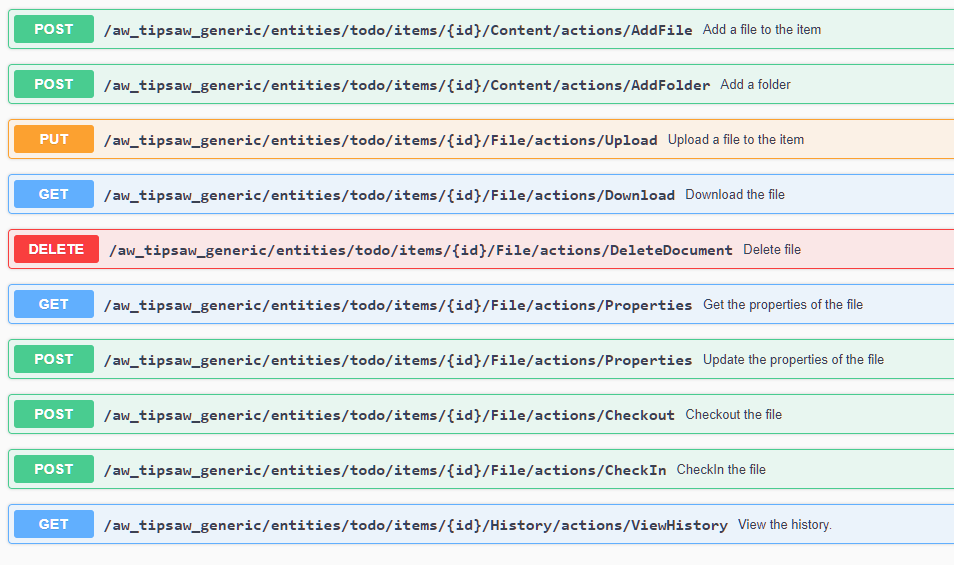 POST /aw_tipsaw_generic/entities/todo/items/{id}/Content/actions/AddFile Add a file to the item
POST /aw_tipsaw_generic/entities/todo/items/{id}/Content/actions/AddFolder Add a folder
PUT /aw_tipsaw_generic/entities/todo/items/{id}/File/actions/Upload Upload a file to the item
GET /aw_tipsaw_generic/entities/todo/items/{id}/File/actions/Download Download the file
DELETE /aw_tipsaw_generic/entities/todo/items/{id}/File/actions/DeleteDocument Delete file
GET /aw_tipsaw_generic/entities/todo/items/{id}/File/actions/Properties Get the properties of the file
POST /aw_tipsaw_generic/entities/todo/items/{id}/File/actions/Properties Update the properties of the file
POST /aw_tipsaw_generic/entities/todo/items/{id}/File/actions/Checkout Checkout the file
POST /aw_tipsaw_generic/entities/todo/items/{id}/File/actions/CheckIn CheckIn the file
GET /aw_tipsaw_generic/entities/todo/items/{id}/History/actions/ViewHistory View the history.